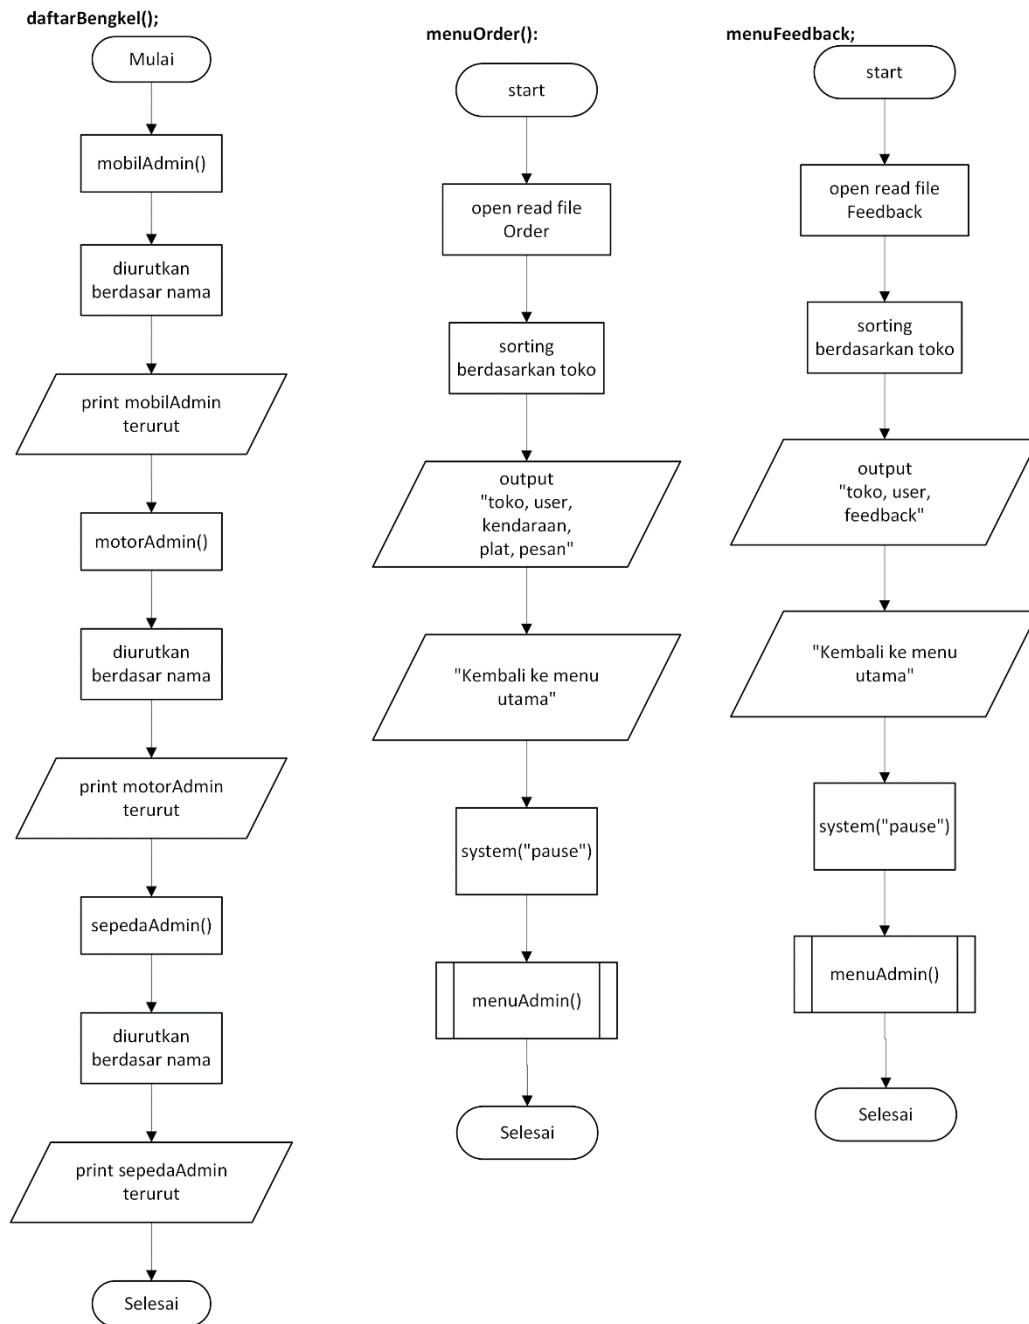 daftarBengkel();
Mulai
mobilAdmin()
diurutkan
berdasar nama
print mobilAdmin
terurut
motorAdmin()
diurutkan
berdasar nama
print motorAdmin
terurut
sepedaAdmin()
diurutkan
berdasar nama
print sepedaAdmin
terurut
Selesai
menuOrder():
start
open read file
Order
sorting
berdasarkan toko
output
"toko, user,
kendaraan,
plat, pesan"
"Kembali ke menu
utama"
system("pause")
menuAdmin()
Selesai
menuFeedback;
start
open read file
Feedback
sorting
berdasarkan toko
output
"toko, user,
feedback"
"Kembali ke menu
utama"
system("pause")
menuAdmin()
Selesai